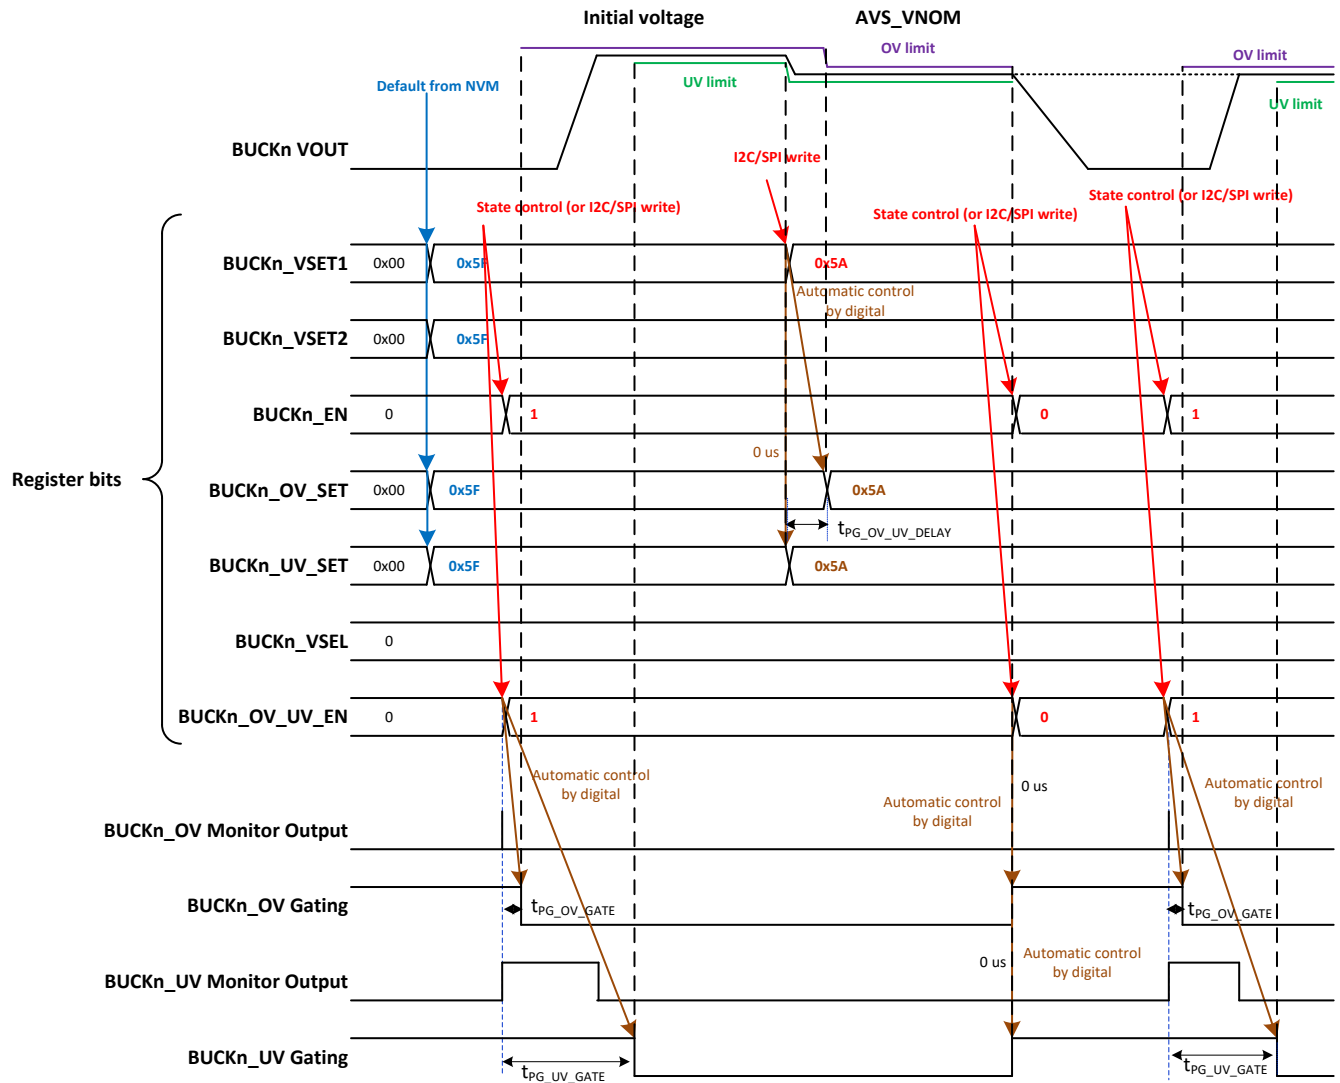 Initial voltage
AVS_VNOM
OV limit
OV limit
UV limit
UV limit
Default from NVM
BUCKn VOUT
I2C/SPI write
State control (or I2C/SPI write)
State control (or I2C/SPI write)
State control (or I2C/SPI write)
BUCKn_VSET1
0x00
0x5F
0x5A
Automatic control
by digital
BUCKn_VSET2
0x00
0x5F
BUCKn_EN
0
1
0
1
0 us
Register bits
BUCKn_OV_SET
0x00
0x5F
0x5A
tPG_OV_UV_DELAY
BUCKn_UV_SET
0x00
0x5F
0x5A
BUCKn_VSEL
0
BUCKn_OV_UV_EN
0
1
0
1
Automatic control
by digital
0 us
Automatic control
by digital
Automatic control
by digital
BUCKn_OV Monitor Output
BUCKn_OV Gating
tPG_OV_GATE
tPG_OV_GATE
0 us
Automatic control
by digital
BUCKn_UV Monitor Output
BUCKn_UV Gating
tPG_UV_GATE
tPG_UV_GATE